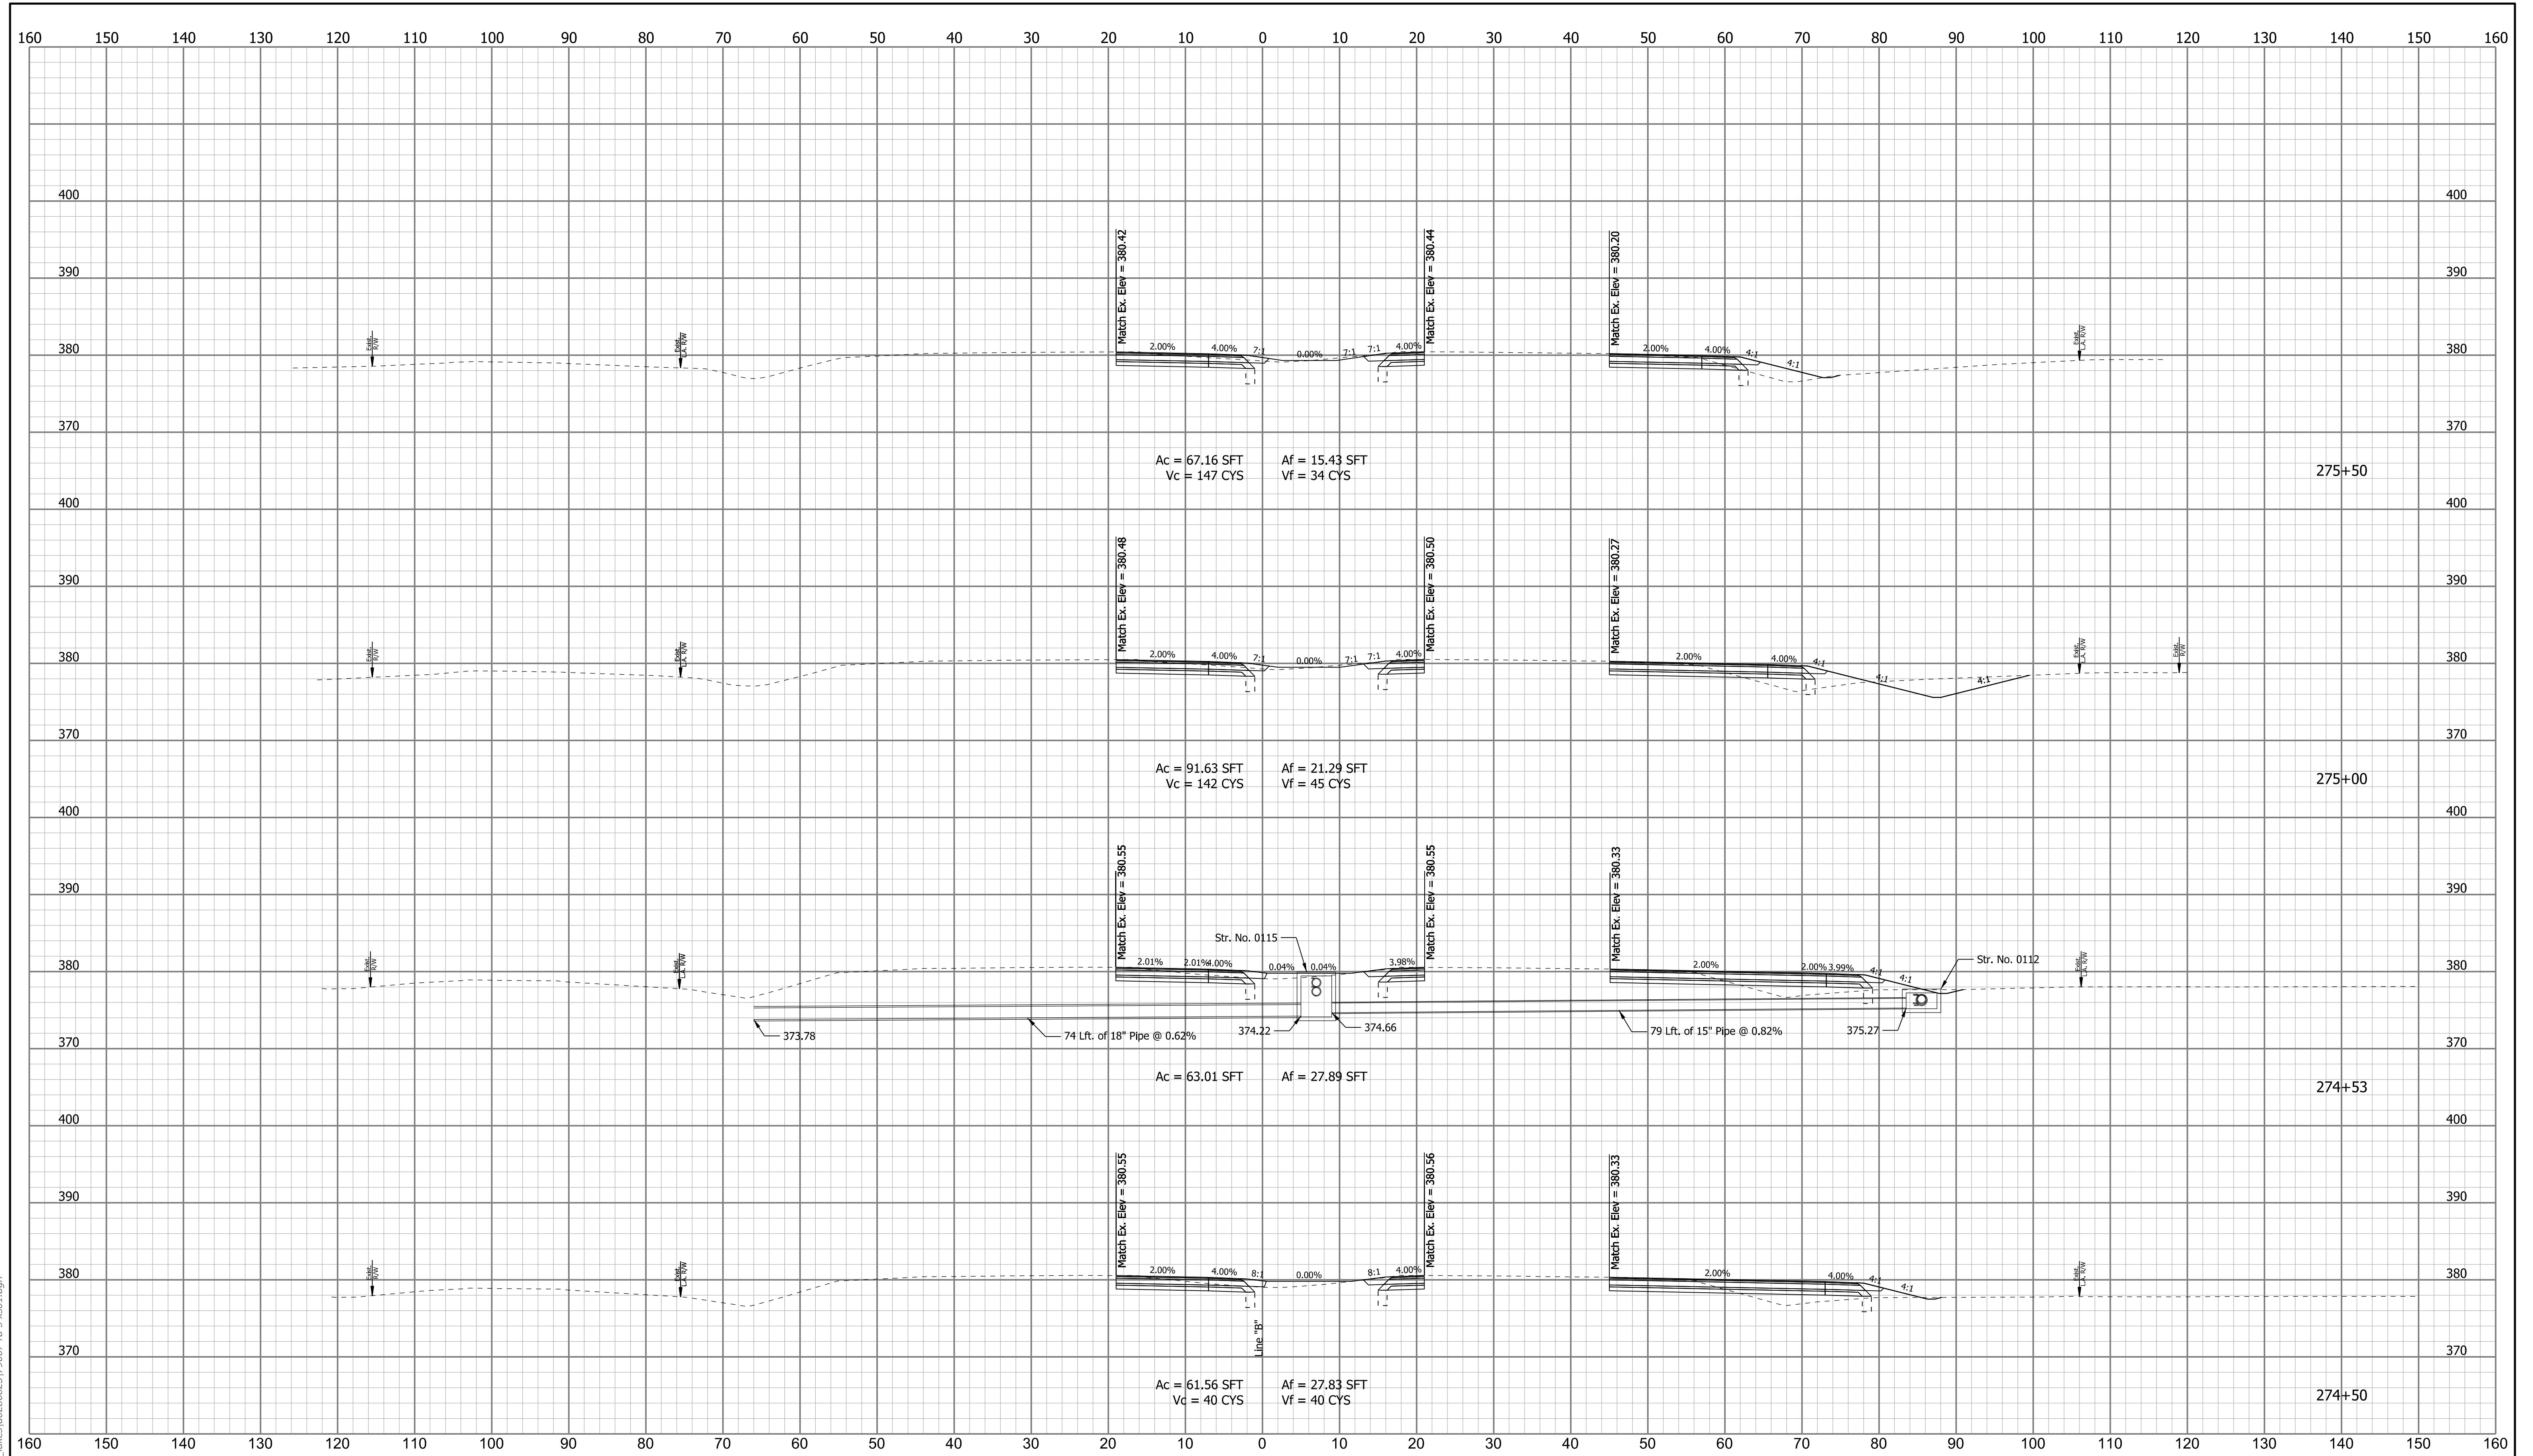 160 150 140 130 120 110 100 90 80 70 60 50 40 30 20 10 0 10 20 30 40 50 60 70 80 90 100 110 120 130 140 150 160
400 400
Match Ex. Elev = 380.42
Match Ex. Elev = 380.44
Match Ex. Elev = 380.20
390 390
Exist. R/W
Exist. L.A. R/W
2.00% 4.00% 7:1 0.00% 7:1 7:1 4.00%
2.00% 4.00% 4:1 4:1
Exist. L.A. R/W
380 380
370 370
Ac = 67.16 SFT Af = 15.43 SFT
Vc = 147 CYS Vf = 34 CYS
275+50
400 400
Match Ex. Elev = 380.48
Match Ex. Elev = 380.50
Match Ex. Elev = 380.27
390 390
Exist. R/W
Exist. L.A. R/W
2.00% 4.00% 7:1 0.00% 7:1 7:1 4.00%
2.00% 4.00% 4:1 4:1 4:1
Exist. L.A. R/W
Exist. R/W
380 380
370 370
Ac = 91.63 SFT Af = 21.29 SFT
Vc = 142 CYS Vf = 45 CYS
275+00
400 400
Match Ex. Elev = 380.55
Match Ex. Elev = 380.55
Match Ex. Elev = 380.33
390 390
Str. No. 0115
Str. No. 0112
Exist. R/W
Exist. L.A. R/W
2.01% 2.01% 4.00% 0.04% 0.04% 3.98%
2.00% 2.00% 3.99% 4:1 4:1
Exist. L.A. R/W
380 380
373.78
74 Lft. of 18" Pipe @ 0.62%
374.22
374.66
79 Lft. of 15" Pipe @ 0.82%
375.27
370 370
Ac = 63.01 SFT Af = 27.89 SFT
274+53
400 400
Match Ex. Elev = 380.55
Match Ex. Elev = 380.56
Match Ex. Elev = 380.33
390 390
Exist. R/W
Exist. L.A. R/W
2.00% 4.00% 8:1 0.00% 8:1 4.00%
2.00% 4.00% 4:1 4:1
Exist. L.A. R/W
380 380
Line "B"
370 370
Ac = 61.56 SFT Af = 27.83 SFT
Vc = 40 CYS Vf = 40 CYS
274+50
160 150 140 130 120 110 100 90 80 70 60 50 40 30 20 10 0 10 20 30 40 50 60 70 80 90 100 110 120 130 140 150 160